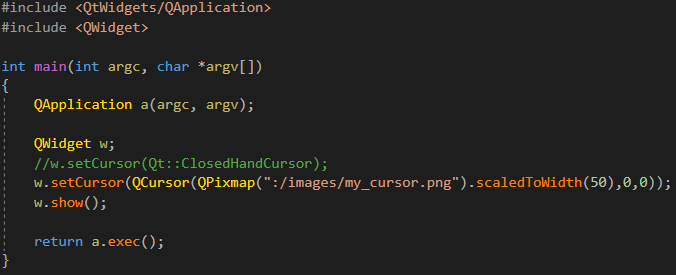 #include <QtWidgets/QApplication>
#include <QWidget>
int main(int argc, char *argv[])
{
QApplication a(argc, argv);
QWidget w;
//w.setCursor(Qt::ClosedHandCursor);
w.setCursor(QCursor(QPixmap(":/images/my_cursor.png").scaledToWidth(50),0,0));
w.show();
return a.exec();
}